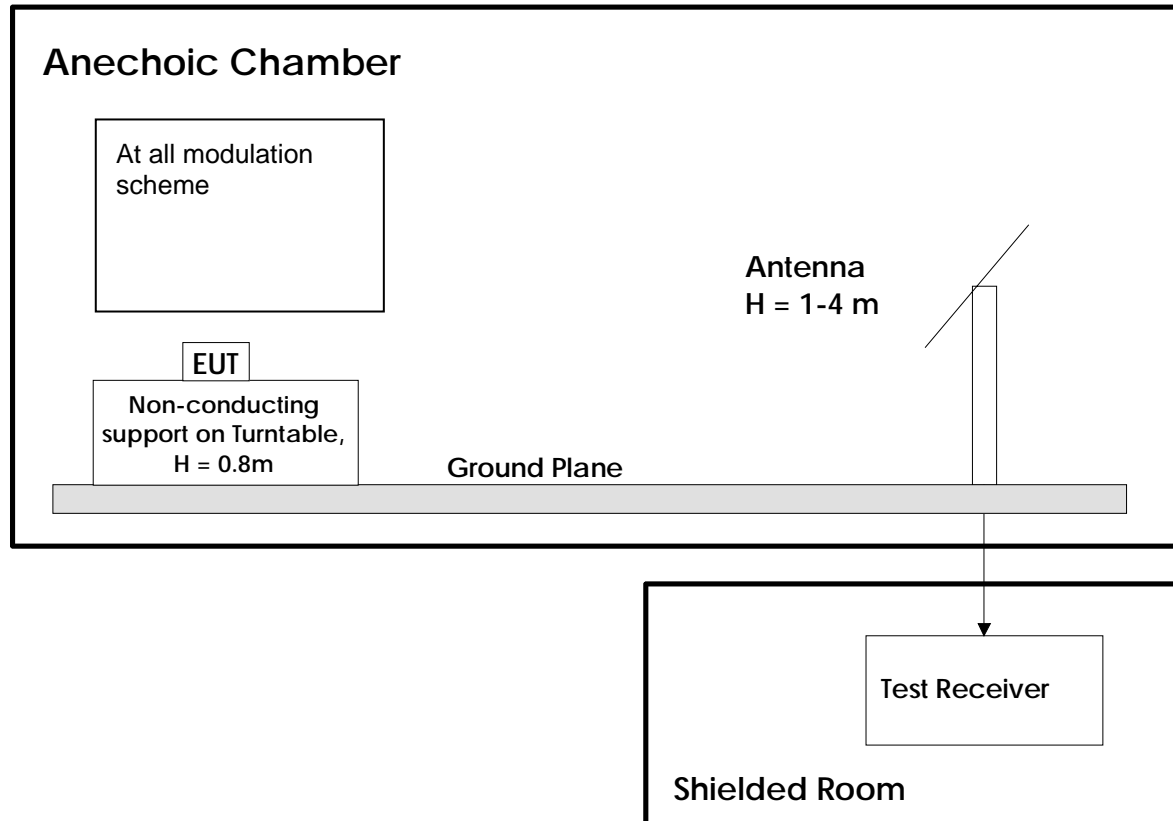 Anechoic Chamber
At all modulation
scheme
Antenna
H = 1-4 m
EUT
Non-conducting
support on Turntable,
H = 0.8m
Ground Plane
Test Receiver
Shielded Room